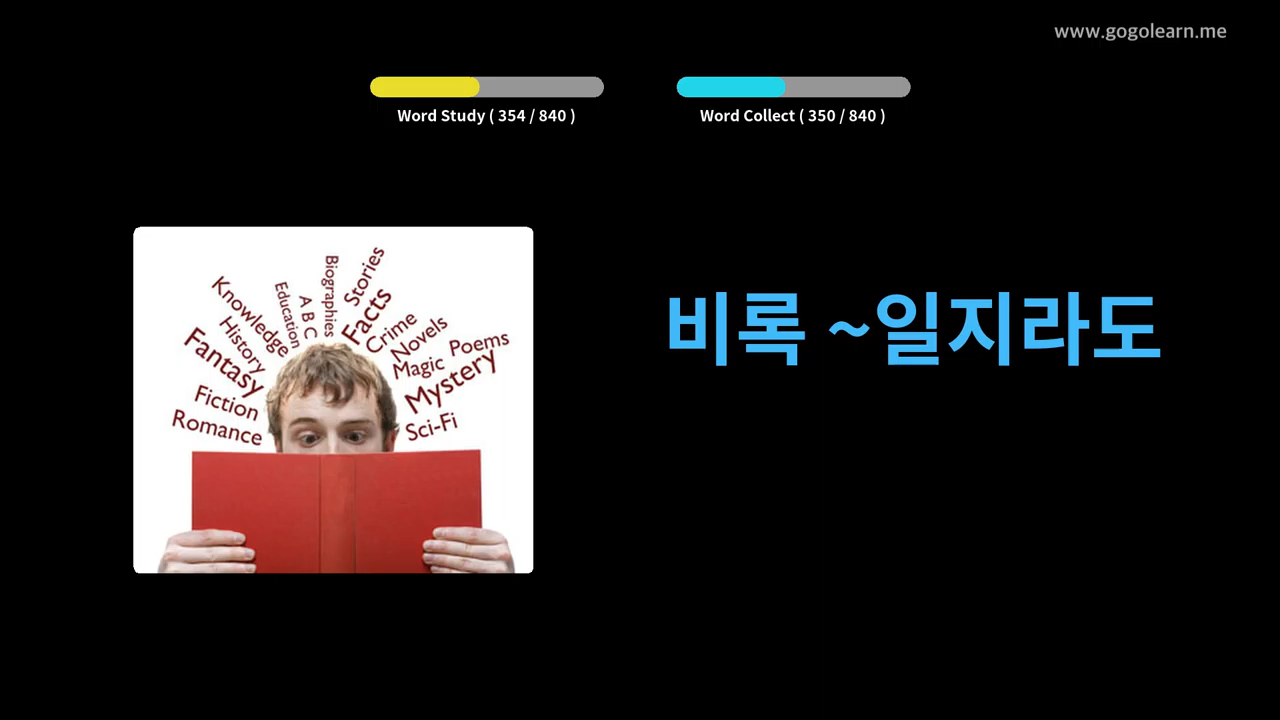 www.gogolearn.me
Word Study ( 354 / 840 )
Word Collect ( 350 / 840 )
Knowledge
History
Fantasy
Fiction
Romance
Education
A B C
Biographies
Stories
Facts
Crime
Novels
Magic
Poems
Mystery
Sci-Fi
비록 ~일지라도